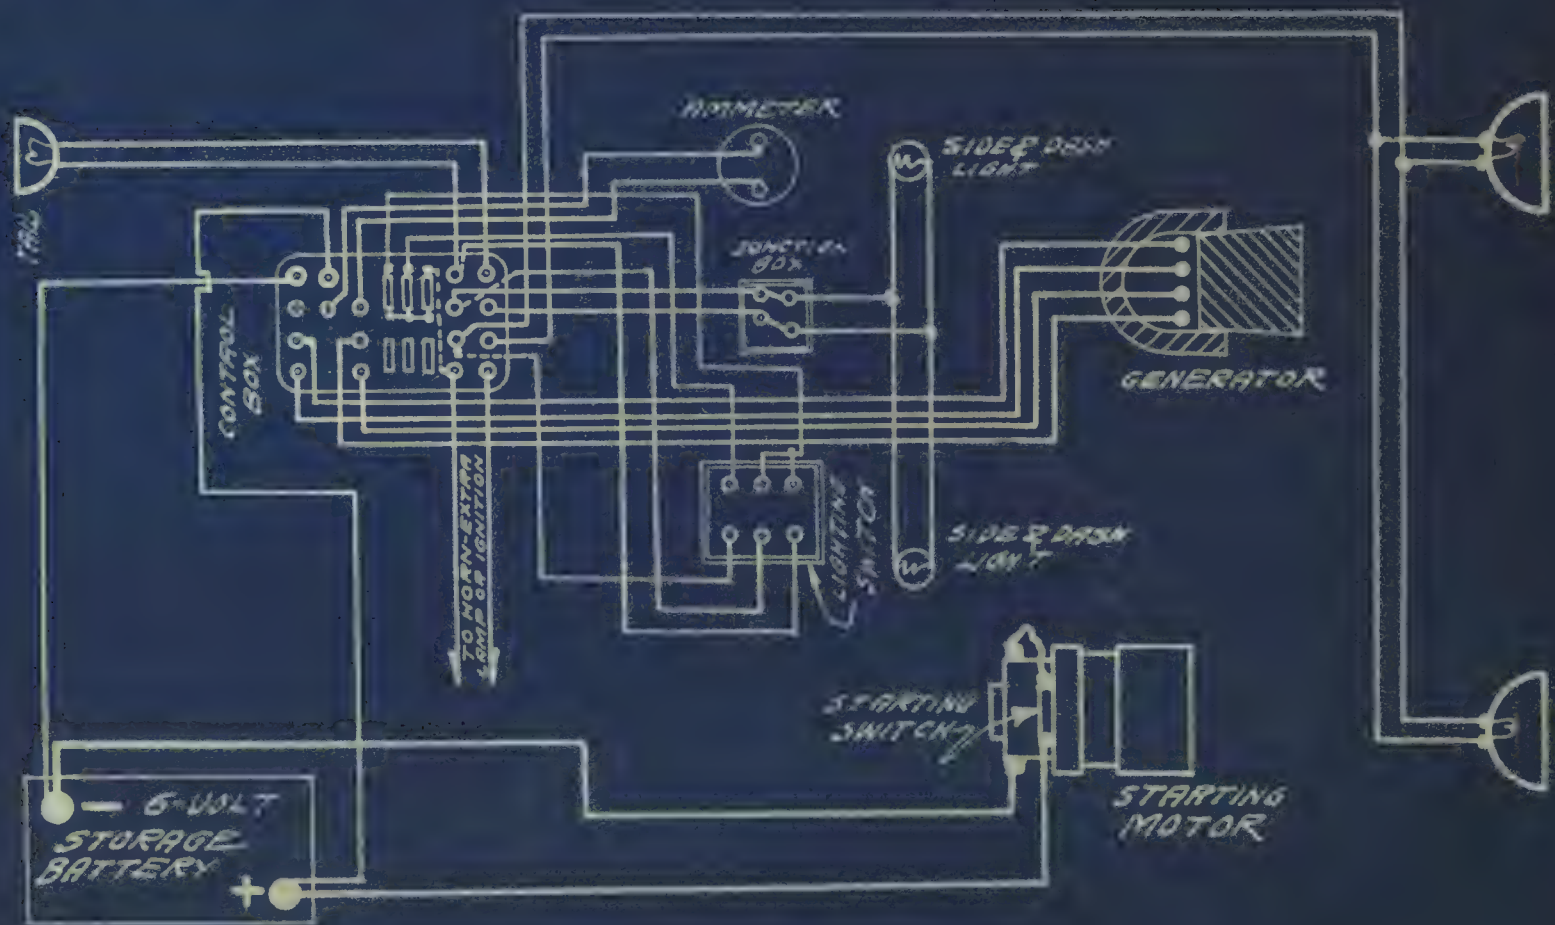 AMMETER
SIDE & DASH
LIGHT
TAIL
JUNCTION
BOX
CONTROL
BOX
GENERATOR
TO HORN-EXTRA
LAMP OR IGNITION
LIGHTING
SWITCH
SIDE & DASH
LIGHT
STARTING
SWITCH
STARTING
MOTOR
— 6-VOLT
STORAGE
BATTERY
+